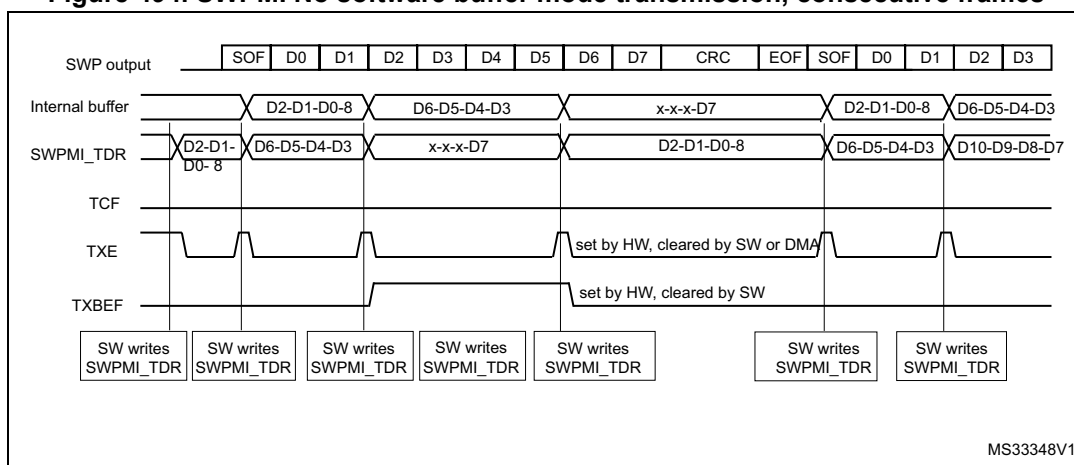 SWP output SOF D0 D1 D2 D3 D4 D5 D6 D7 CRC EOF SOF D0 D1 D2 D3
Internal buffer D2-D1-D0-8 D6-D5-D4-D3 x-x-x-D7 D2-D1-D0-8 D6-D5-D4-D3
SWPMI_TDR D2-D1-D0- 8 D6-D5-D4-D3 x-x-x-D7 D2-D1-D0-8 D6-D5-D4-D3 D10-D9-D8-D7
TCF
TXE set by HW, cleared by SW or DMA
TXBEF set by HW, cleared by SW
SW writes SW writes SW writes SW writes SW writes SW writes SW writes
SWPMI_TDR SWPMI_TDR SWPMI_TDR SWPMI_TDR SWPMI_TDR SWPMI_TDR SWPMI_TDR
MS33348V1